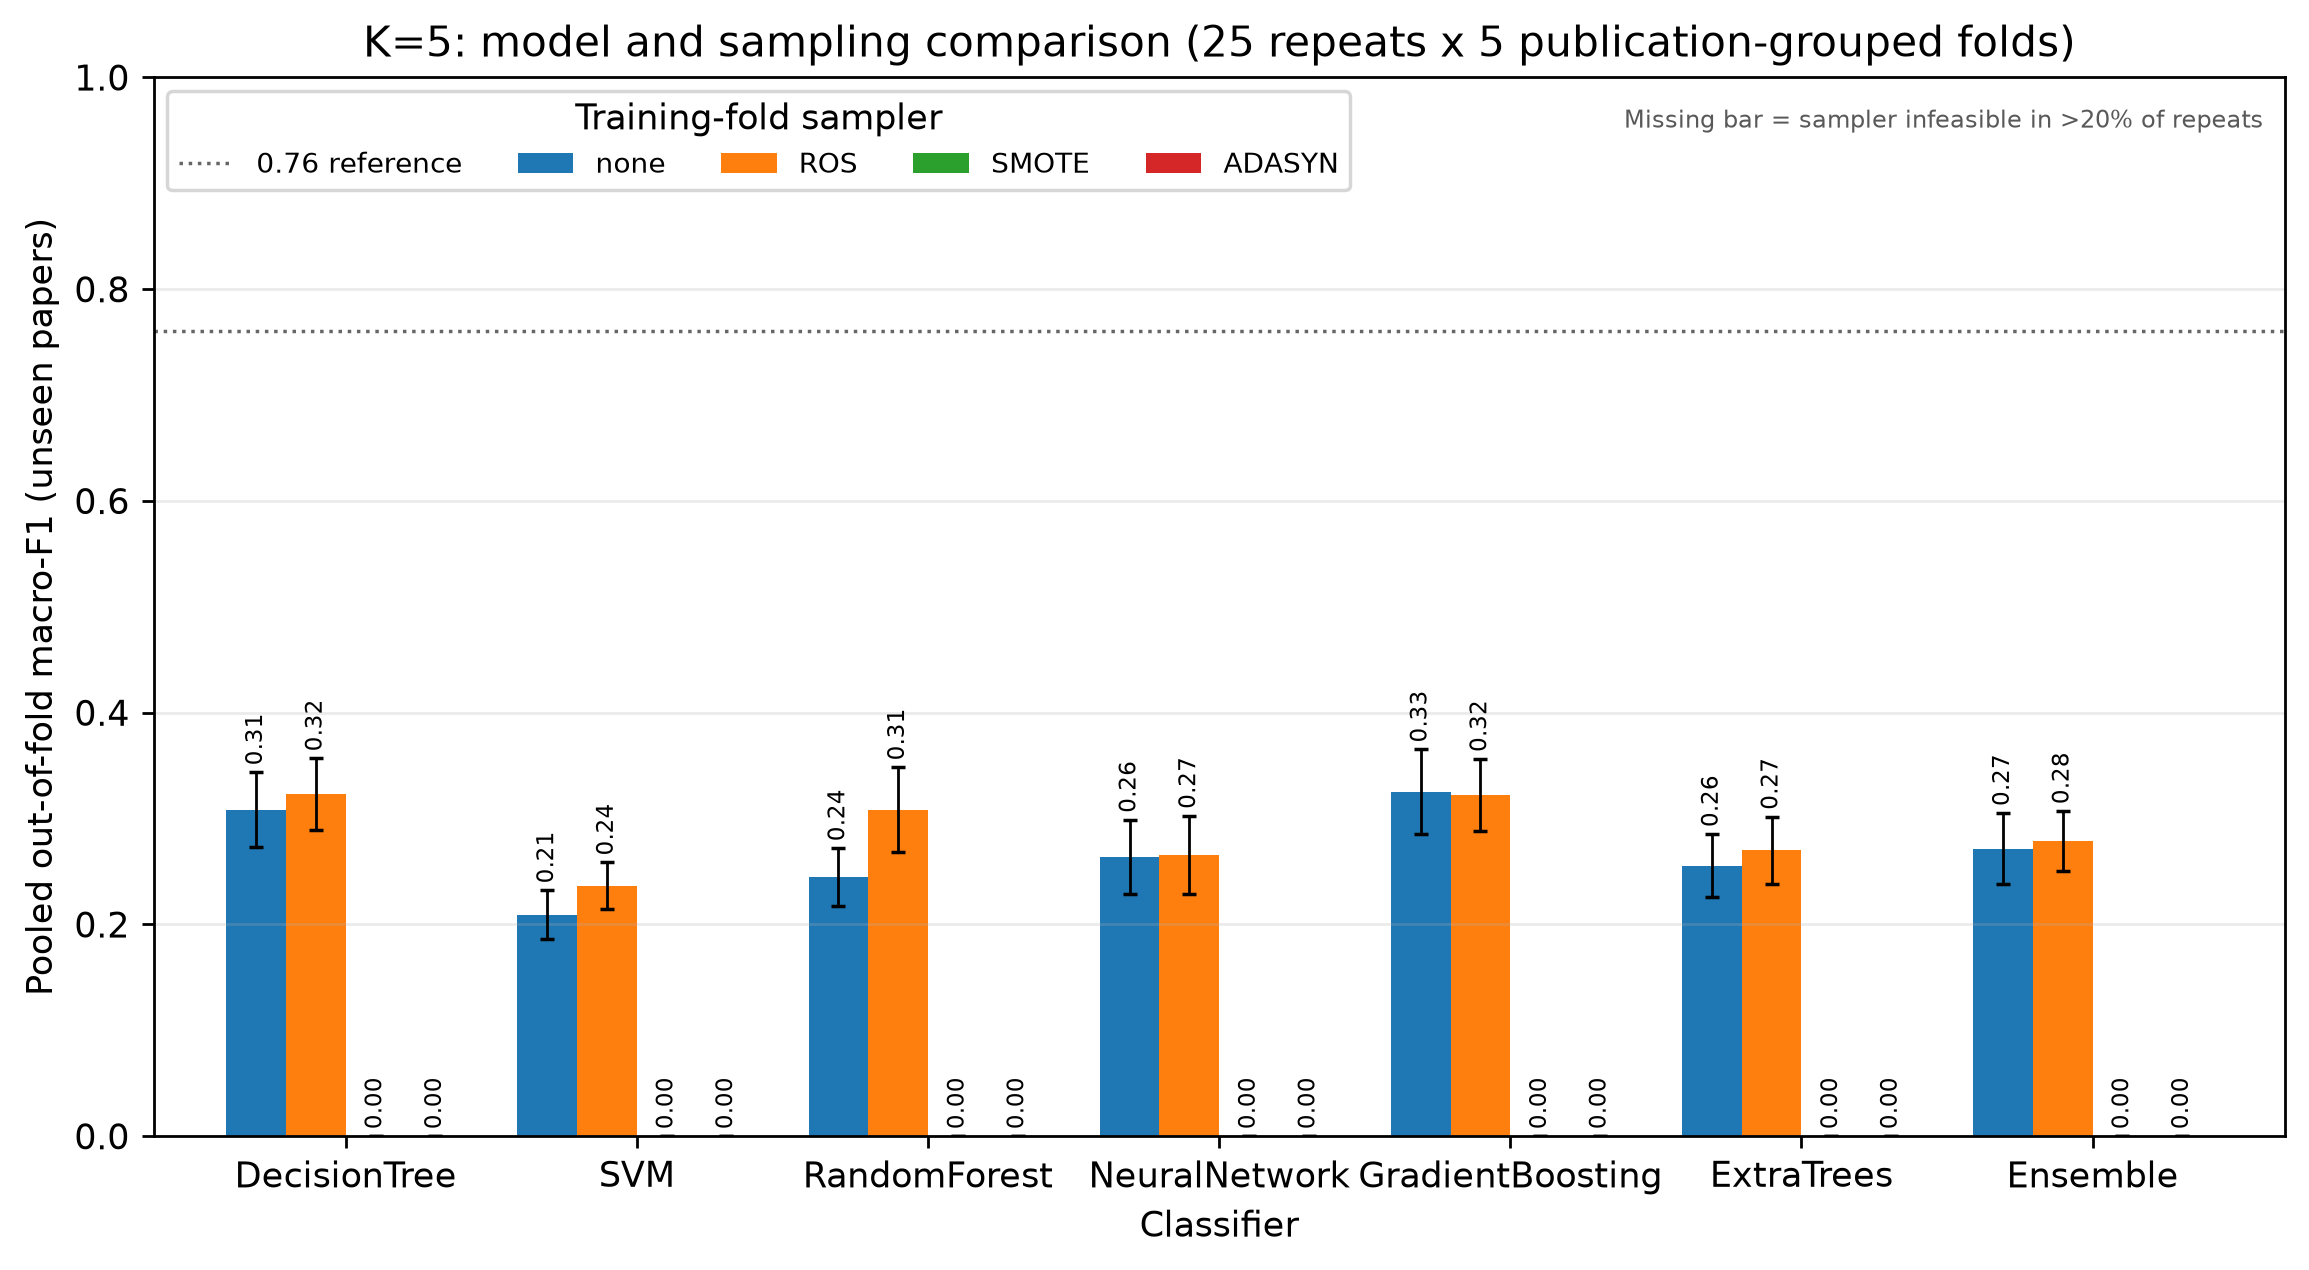 K=5: model and sampling comparison (25 repeats x 5 publication-grouped folds)
Training-fold sampler
0.76 reference none ROS SMOTE ADASYN
Missing bar = sampler infeasible in >20% of repeats
Pooled out-of-fold macro-F1 (unseen papers)
1.0
0.8
0.6
0.4
0.2
0.0
0.31 0.32 0.00 0.00
0.21 0.24 0.00 0.00
0.24 0.31 0.00 0.00
0.26 0.27 0.00 0.00
0.33 0.32 0.00 0.00
0.26 0.27 0.00 0.00
0.27 0.28 0.00 0.00
DecisionTree SVM RandomForest NeuralNetwork GradientBoosting ExtraTrees Ensemble
Classifier